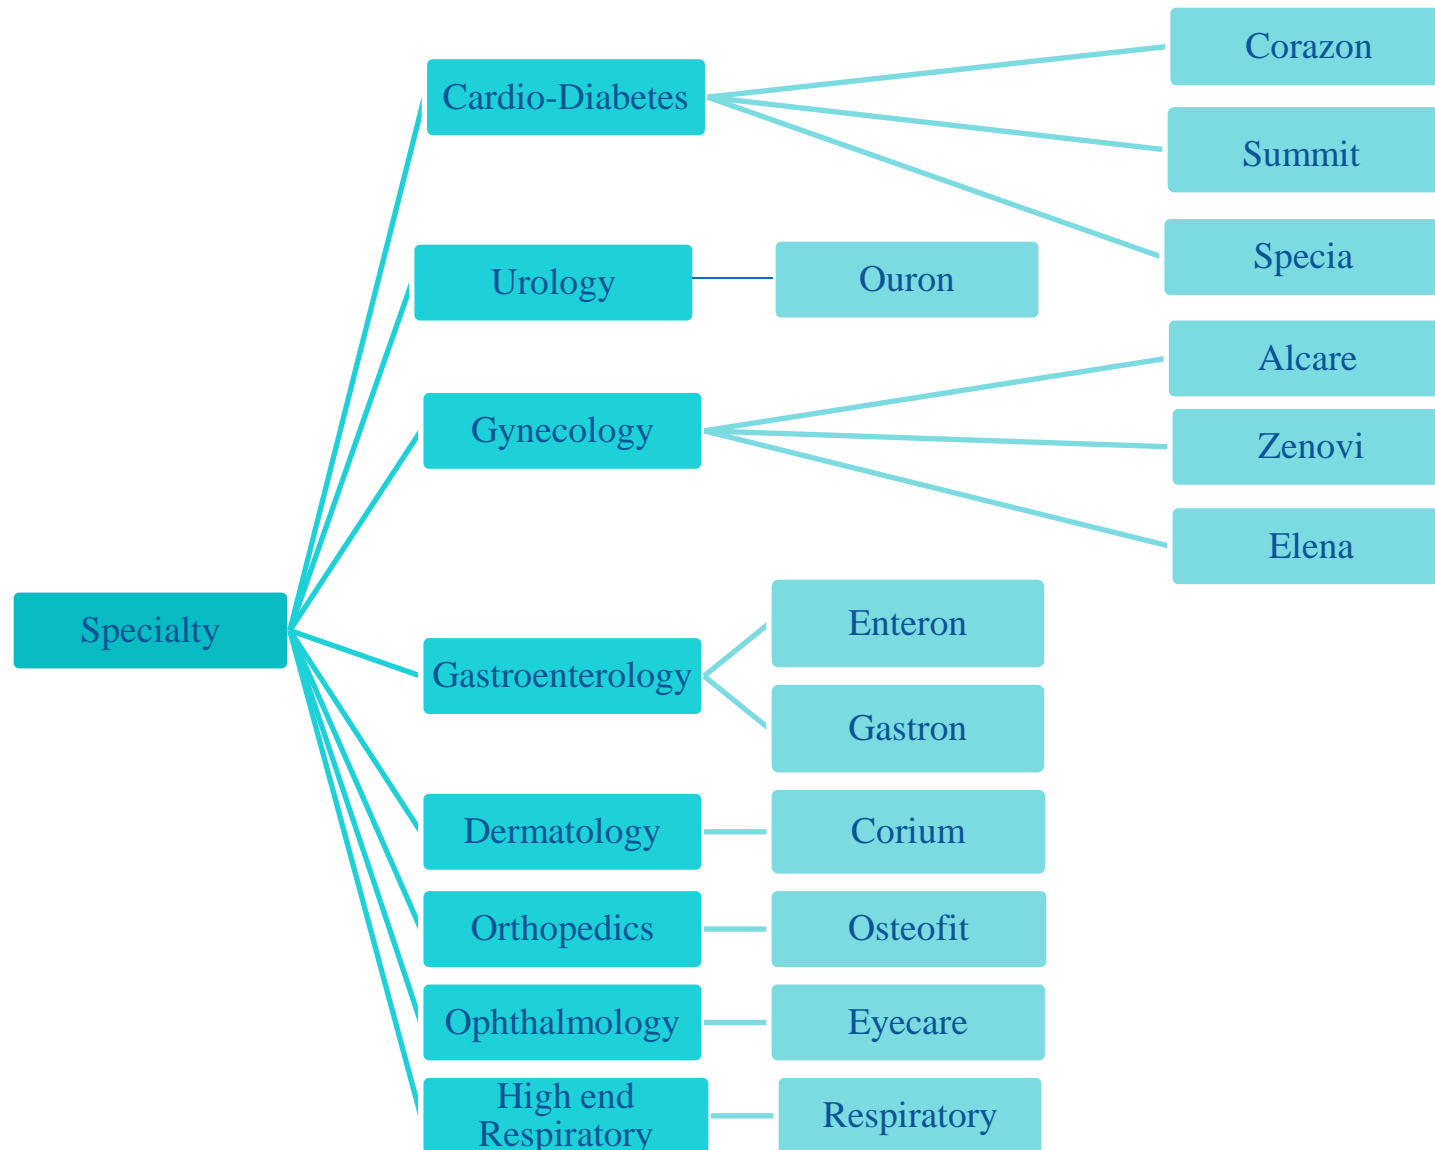 Specialty
Cardio-Diabetes
Corazon
Summit
Specia
Urology
Ouron
Gynecology
Alcare
Zenovi
Elena
Gastroenterology
Enteron
Gastron
Dermatology
Corium
Orthopedics
Osteofit
Ophthalmology
Eyecare
High end
Respiratory
Respiratory